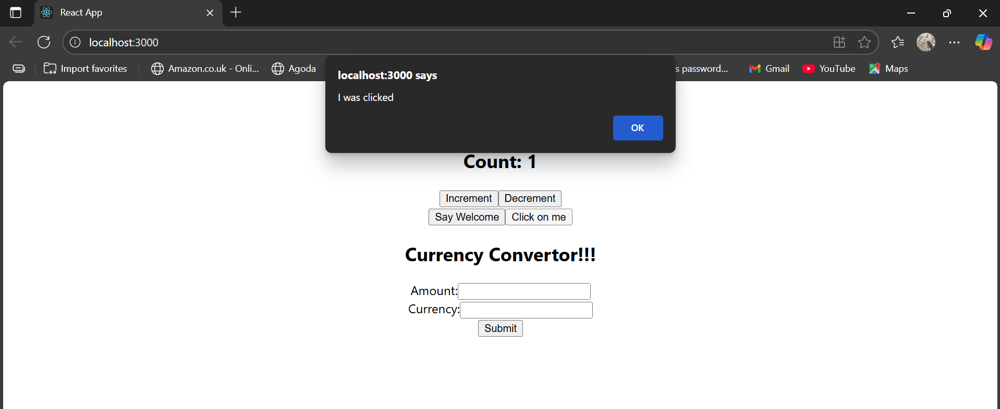 React App
localhost:3000
Import favorites Amazon.co.uk - Onli... Agoda s password... Gmail YouTube Maps
localhost:3000 says
I was clicked
OK
Count: 1
Increment Decrement
Say Welcome Click on me
Currency Convertor!!!
Amount:
Currency:
Submit